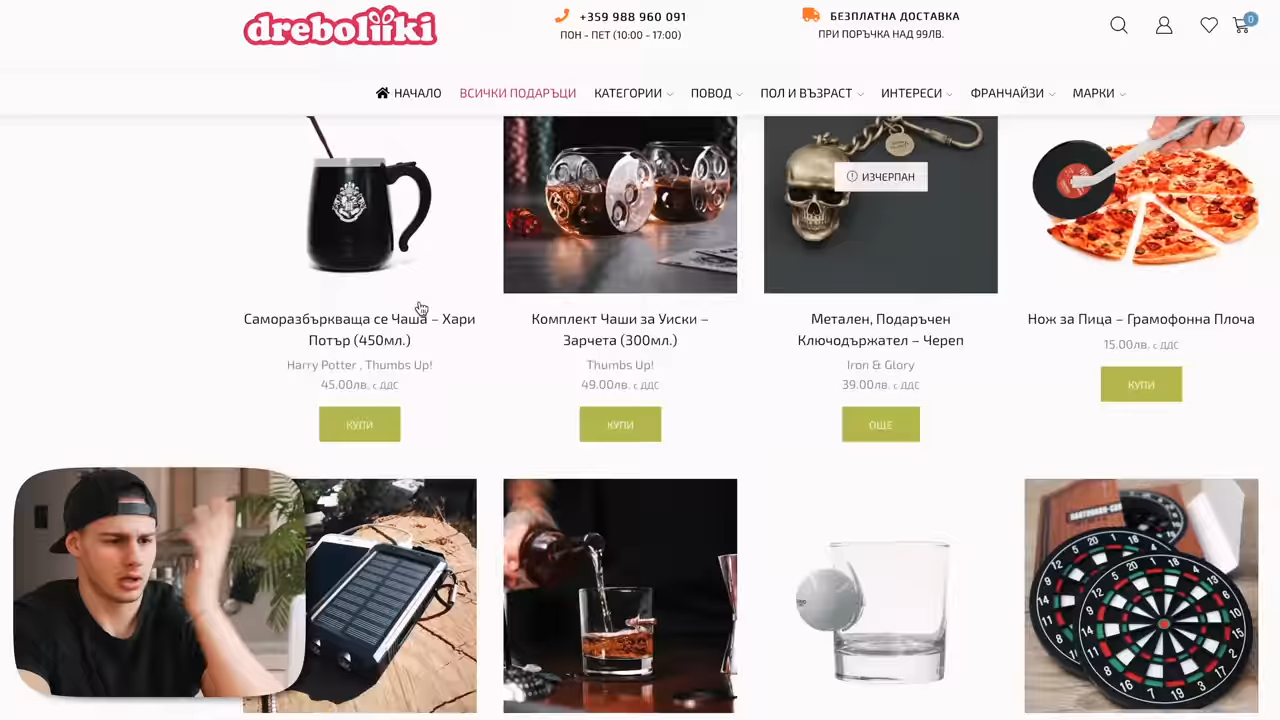 dreboliiki
+359 988 960 091
ПОН - ПЕТ (10:00 - 17:00)
БЕЗПЛАТНА ДОСТАВКА
ПРИ ПОРЪЧКА НАД 99ЛВ.
0
НАЧАЛО ВСИЧКИ ПОДАРЪЦИ КАТЕГОРИИ ПОВОД ПОЛ И ВЪЗРАСТ ИНТЕРЕСИ ФРАНЧАЙЗИ МАРКИ
ИЗЧЕРПАН
Саморазбъркваща се Чаша – Хари
Потър (450мл.)
Harry Potter , Thumbs Up!
45.00лв. с ДДС
КУПИ
Комплект Чаши за Уиски –
Зарчета (300мл.)
Thumbs Up!
49.00лв. с ДДС
КУПИ
Метален, Подаръчен
Ключодържател – Череп
Iron & Glory
39.00лв. с ДДС
ОЩЕ
Нож за Пица – Грамофонна Плоча
15.00лв. с ДДС
КУПИ